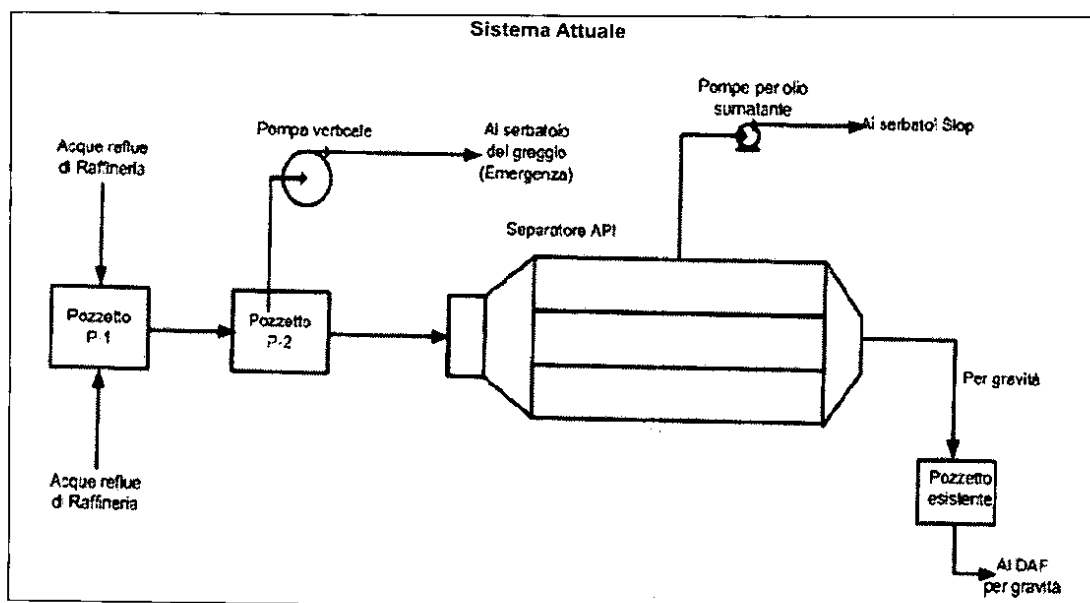 Sistema Attuale
Pompe per olio
surnatante
Ai serbatoi Slop
Pompa verticale
Al serbatoio
del greggio
(Emergenza)
Acque reflue
di Raffineria
Separatore API
Pozzetto
P-1
Pozzetto
P-2
Per gravità
Acque reflue
di Raffineria
Pozzetto
esistente
Al DAF
per gravità